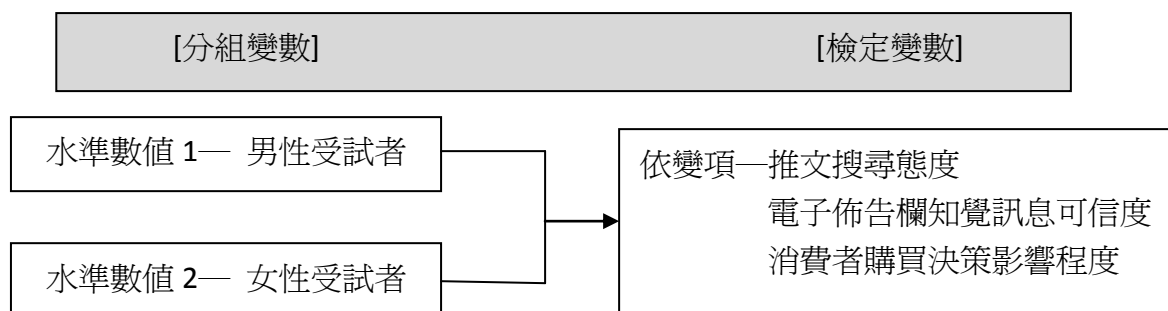 [分組變數] [檢定變數]
水準數值 1— 男性受試者
水準數值 2— 女性受試者
依變項—推文搜尋態度
電子佈告欄知覺訊息可信度
消費者購買決策影響程度